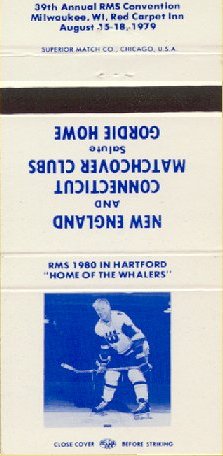 39th Annual RMS Convention
Milwaukee, WI, Red Carpet Inn
August 15-18, 1979
SUPERIOR MATCH CO., CHICAGO, U.S.A.
NEW ENGLAND
AND
CONNECTICUT
MATCHCOVER CLUBS
Salute
GORDIE HOWE
RMS 1980 IN HARTFORD
"HOME OF THE WHALERS"
CLOSE COVER BEFORE STRIKING